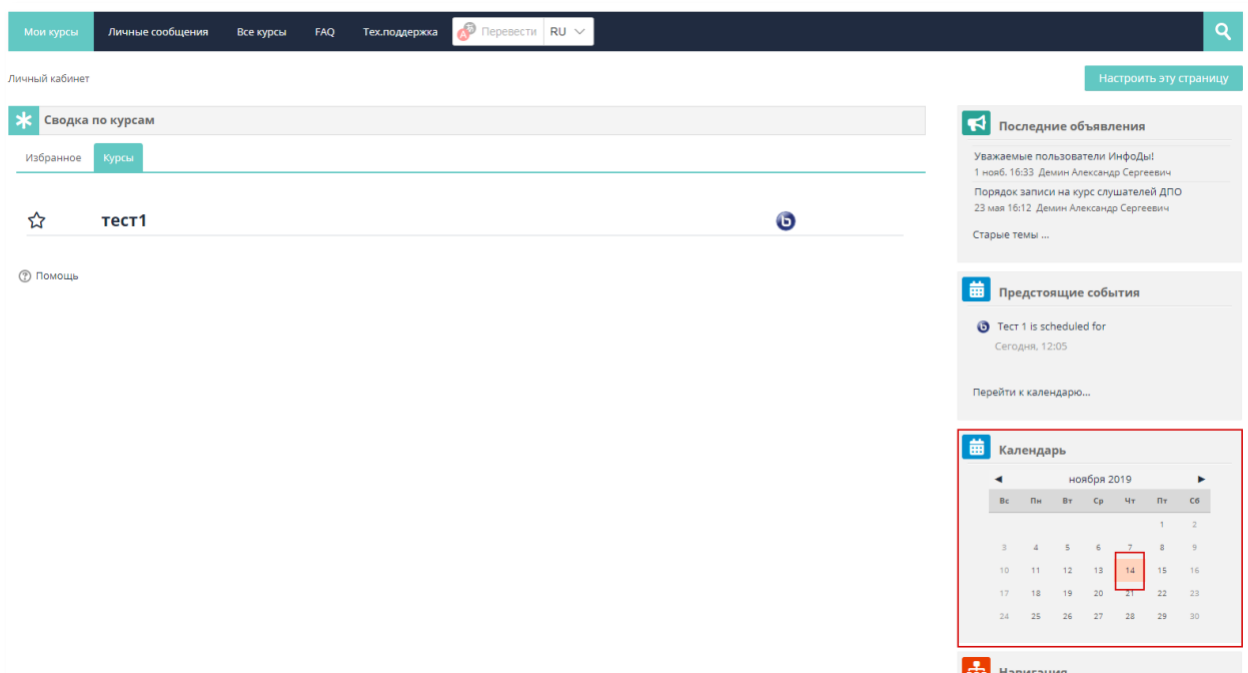 Мои курсы Личные сообщения Все курсы FAQ Тех.поддержка Перевести RU
Личный кабинет
Настроить эту страницу
Сводка по курсам
Избранное Курсы
тест1
Помощь
Последние объявления
Уважаемые пользователи ИнфоДы!
1 нояб. 16:33 Демин Александр Сергеевич
Порядок записи на курс слушателей ДПО
23 мая 16:12 Демин Александр Сергеевич
Старые темы ...
Предстоящие события
Тест 1 is scheduled for
Сегодня, 12:05
Перейти к календарю...
Календарь
◄ ноября 2019 ►
Вс Пн Вт Ср Чт Пт Сб
1 2
3 4 5 6 7 8 9
10 11 12 13 14 15 16
17 18 19 20 21 22 23
24 25 26 27 28 29 30
Навигация